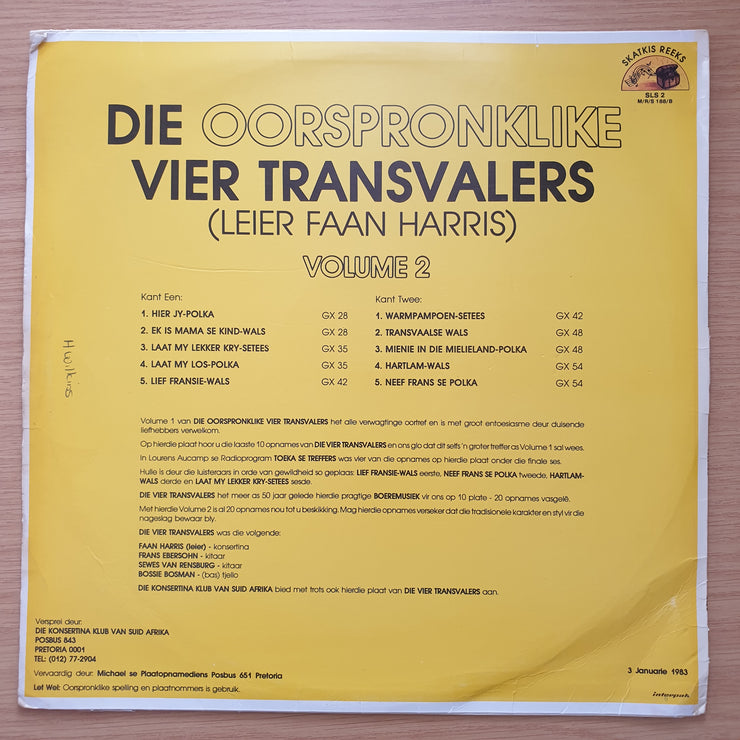 SKATKIS REEKS
SLS 2
M/R/S 188/B
DIE OORSPRONKLIKE
VIER TRANSVALERS
(LEIER FAAN HARRIS)
VOLUME 2
Kant Een:
1. HIER JY-POLKA GX 28
2. EK IS MAMA SE KIND-WALS GX 28
3. LAAT MY LEKKER KRY-SETEES GX 35
4. LAAT MY LOS-POLKA GX 35
5. LIEF FRANSIE-WALS GX 42
Kant Twee:
1. WARMPAMPOEN-SETEES GX 42
2. TRANSVAALSE WALS GX 48
3. MIENIE IN DIE MIELIELAND-POLKA GX 48
4. HARTLAM-WALS GX 54
5. NEEF FRANS SE POLKA GX 54
H Wilkins
Volume 1 van DIE OORSPRONKLIKE VIER TRANSVALERS het alle verwagtinge oortref en is met groot entoesiasme deur duisende
liefhebbers verwelkom.
Op hierdie plaat hoor u die laaste 10 opnames van DIE VIER TRANSVALERS en ons glo dat dit selfs 'n groter treffer as Volume 1 sal wees.
In Lourens Aucamp se Radioprogram TOEKA SE TREFFERS was vier van die opnames op hierdie plaat onder die finale ses.
Hulle is deur die luisteraars in orde van gewildheid so geplaas: LIEF FRANSIE-WALS eerste, NEEF FRANS SE POLKA tweede, HARTLAM-
WALS derde en LAAT MY LEKKER KRY-SETEES sesde.
DIE VIER TRANSVALERS het meer as 50 jaar gelede hierdie pragtige BOEREMUSIEK vir ons op 10 plate - 20 opnames vasgelê.
Met hierdie Volume 2 is al 20 opnames nou tot u beskikking. Mag hierdie opnames verseker dat die tradisionele karakter en styl vir die
nageslag bewaar bly.
DIE VIER TRANSVALERS was die volgende:
FAAN HARRIS (leier) - konsertina
FRANS EBERSOHN - kitaar
SEWES VAN RENSBURG - kitaar
BOSSIE BOSMAN - (bas) tjello
DIE KONSERTINA KLUB VAN SUID AFRIKA bied met trots ook hierdie plaat van DIE VIER TRANSVALERS aan.
Versprei deur:
DIE KONSERTINA KLUB VAN SUID AFRIKA
POSBUS 843
PRETORIA 0001
TEL: (012) 77-2904
Vervaardig deur: Michael se Plaatopnamediens Posbus 651 Pretoria
3 Januarie 1983
Let Wel: Oorspronklike spelling en plaatnommers is gebruik.
interpak